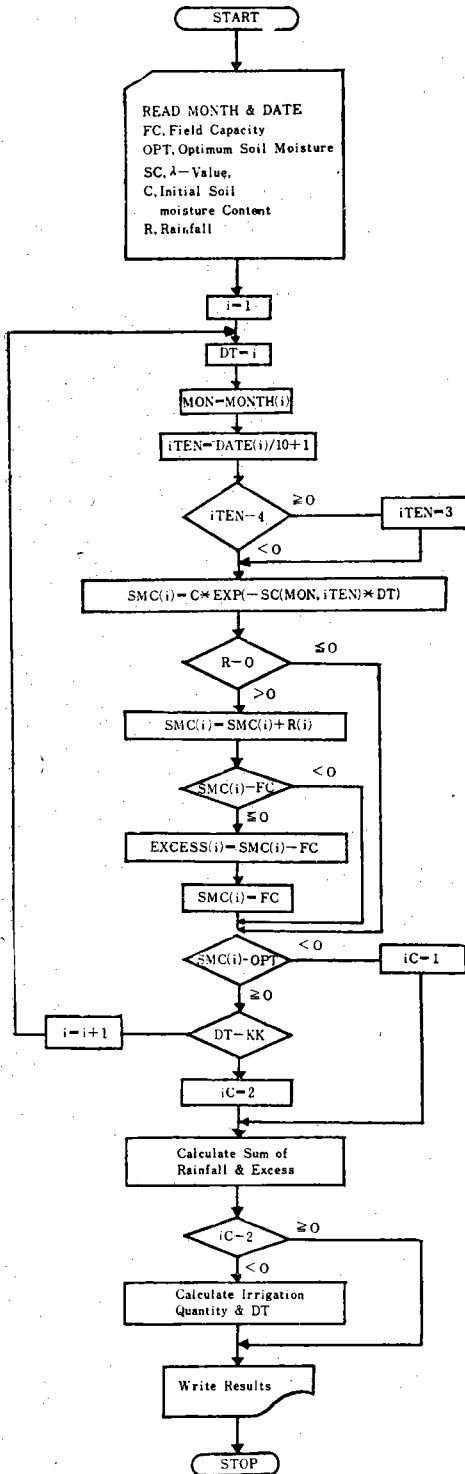 START
READ MONTH & DATE
FC, Field Capacity
OPT, Optimum Soil Moisture
SC, λ-Value,
C, Initial Soil
moisture Content
R, Rainfall
i=1
DT=i
MON=MONTH(i)
iTEN=DATE(i)/10+1
iTEN-4
≧0
iTEN=3
<0
SMC(i)=C*EXP(-SC(MON, iTEN)*DT)
R-0
≦0
>0
SMC(i)=SMC(i)+R(i)
SMC(i)-FC
<0
≦0
EXCESS(i)=SMC(i)-FC
SMC(i)=FC
SMC(i)-OPT
<0
iC=1
≧0
i=i+1
DT-KK
iC=2
Calculate Sum of
Rainfall & Excess
iC-2
≧0
<0
Calculate Irrigation
Quantity & DT
Write Results
STOP